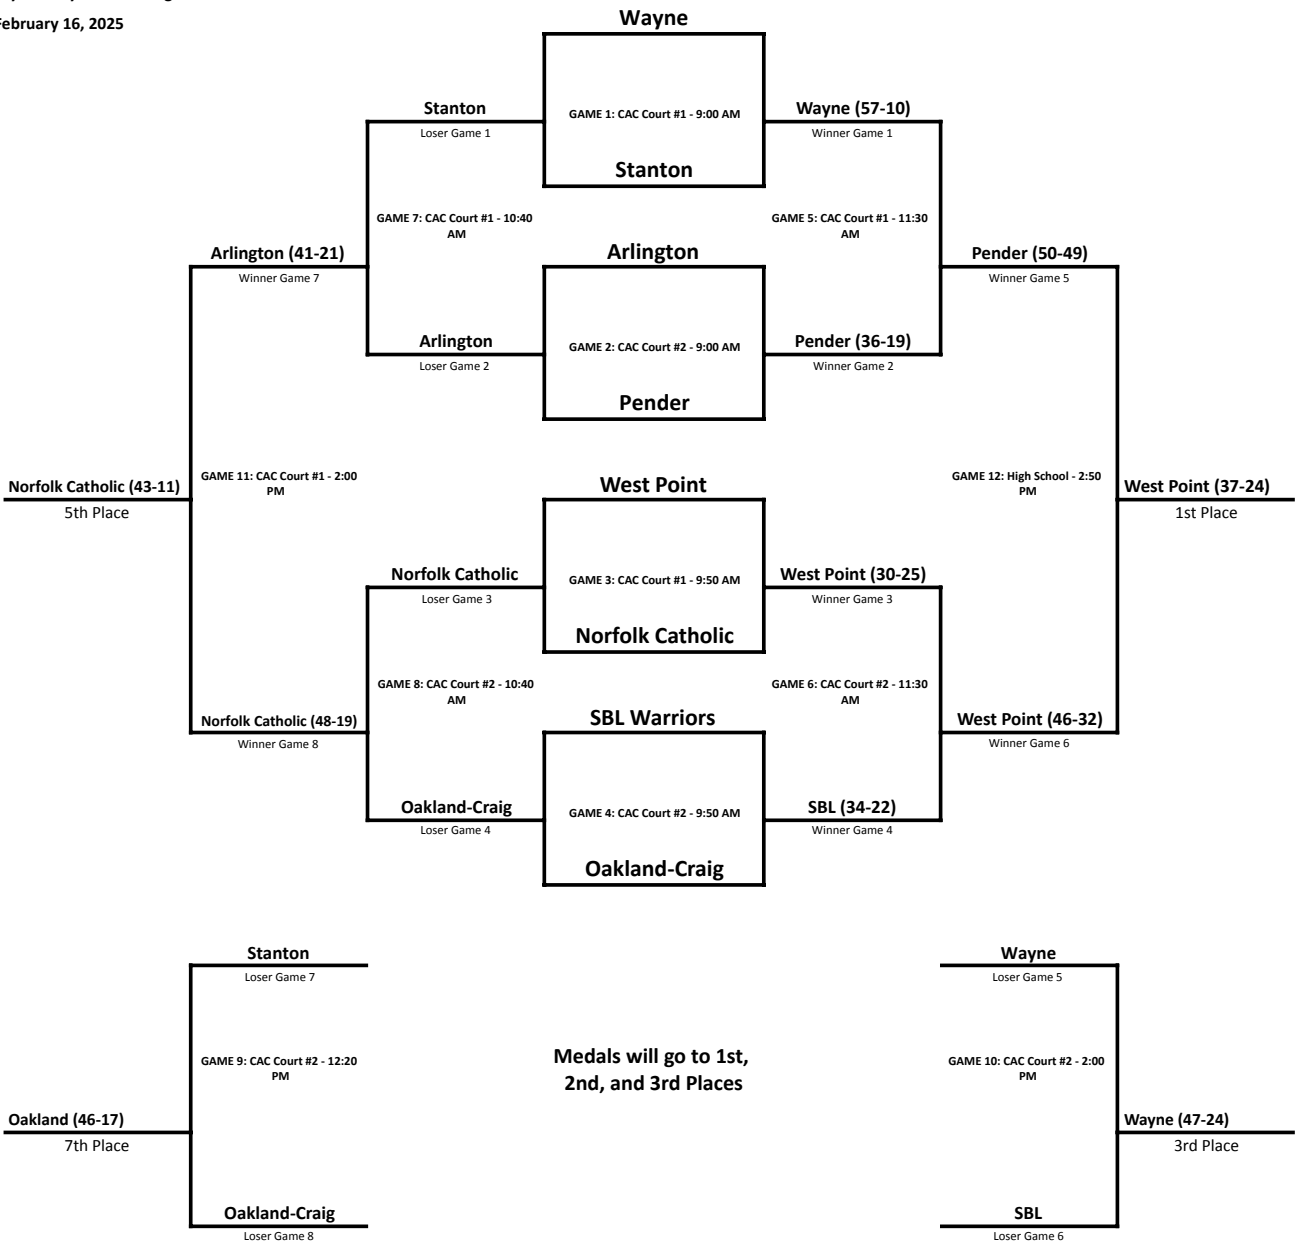 February 16, 2025
Wayne
Stanton
Loser Game 1
GAME 1: CAC Court #1 - 9:00 AM
Wayne (57-10)
Winner Game 1
Stanton
GAME 7: CAC Court #1 - 10:40
AM
GAME 5: CAC Court #1 - 11:30
AM
Arlington (41-21)
Winner Game 7
Arlington
Pender (50-49)
Winner Game 5
Arlington
Loser Game 2
GAME 2: CAC Court #2 - 9:00 AM
Pender (36-19)
Winner Game 2
Pender
Norfolk Catholic (43-11)
5th Place
GAME 11: CAC Court #1 - 2:00
PM
West Point
GAME 12: High School - 2:50
PM
West Point (37-24)
1st Place
Norfolk Catholic
Loser Game 3
GAME 3: CAC Court #1 - 9:50 AM
West Point (30-25)
Winner Game 3
Norfolk Catholic
GAME 8: CAC Court #2 - 10:40
AM
GAME 6: CAC Court #2 - 11:30
AM
Norfolk Catholic (48-19)
Winner Game 8
SBL Warriors
West Point (46-32)
Winner Game 6
Oakland-Craig
Loser Game 4
GAME 4: CAC Court #2 - 9:50 AM
SBL (34-22)
Winner Game 4
Oakland-Craig
Stanton
Loser Game 7
Wayne
Loser Game 5
GAME 9: CAC Court #2 - 12:20
PM
Medals will go to 1st,
2nd, and 3rd Places
GAME 10: CAC Court #2 - 2:00
PM
Oakland (46-17)
7th Place
Wayne (47-24)
3rd Place
Oakland-Craig
Loser Game 8
SBL
Loser Game 6